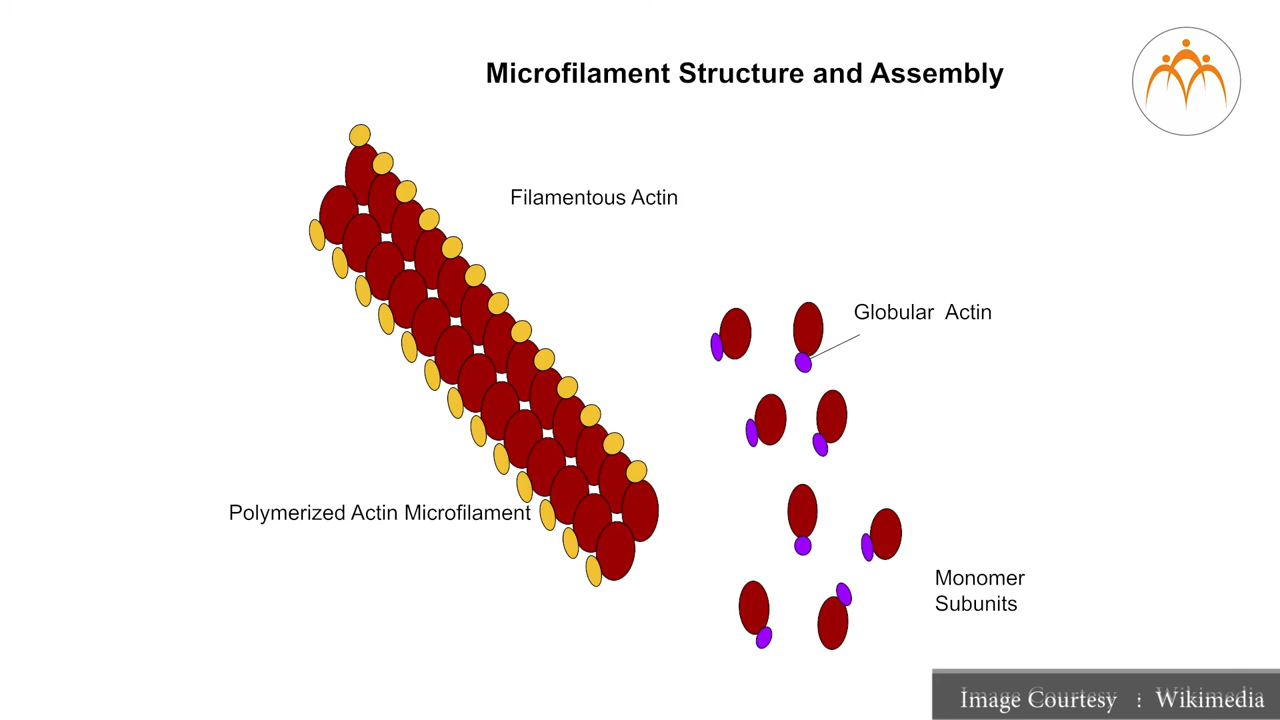 Microfilament Structure and Assembly
Filamentous Actin
Globular Actin
Polymerized Actin Microfilament
Monomer
Subunits
Image Courtesy : Wikimedia